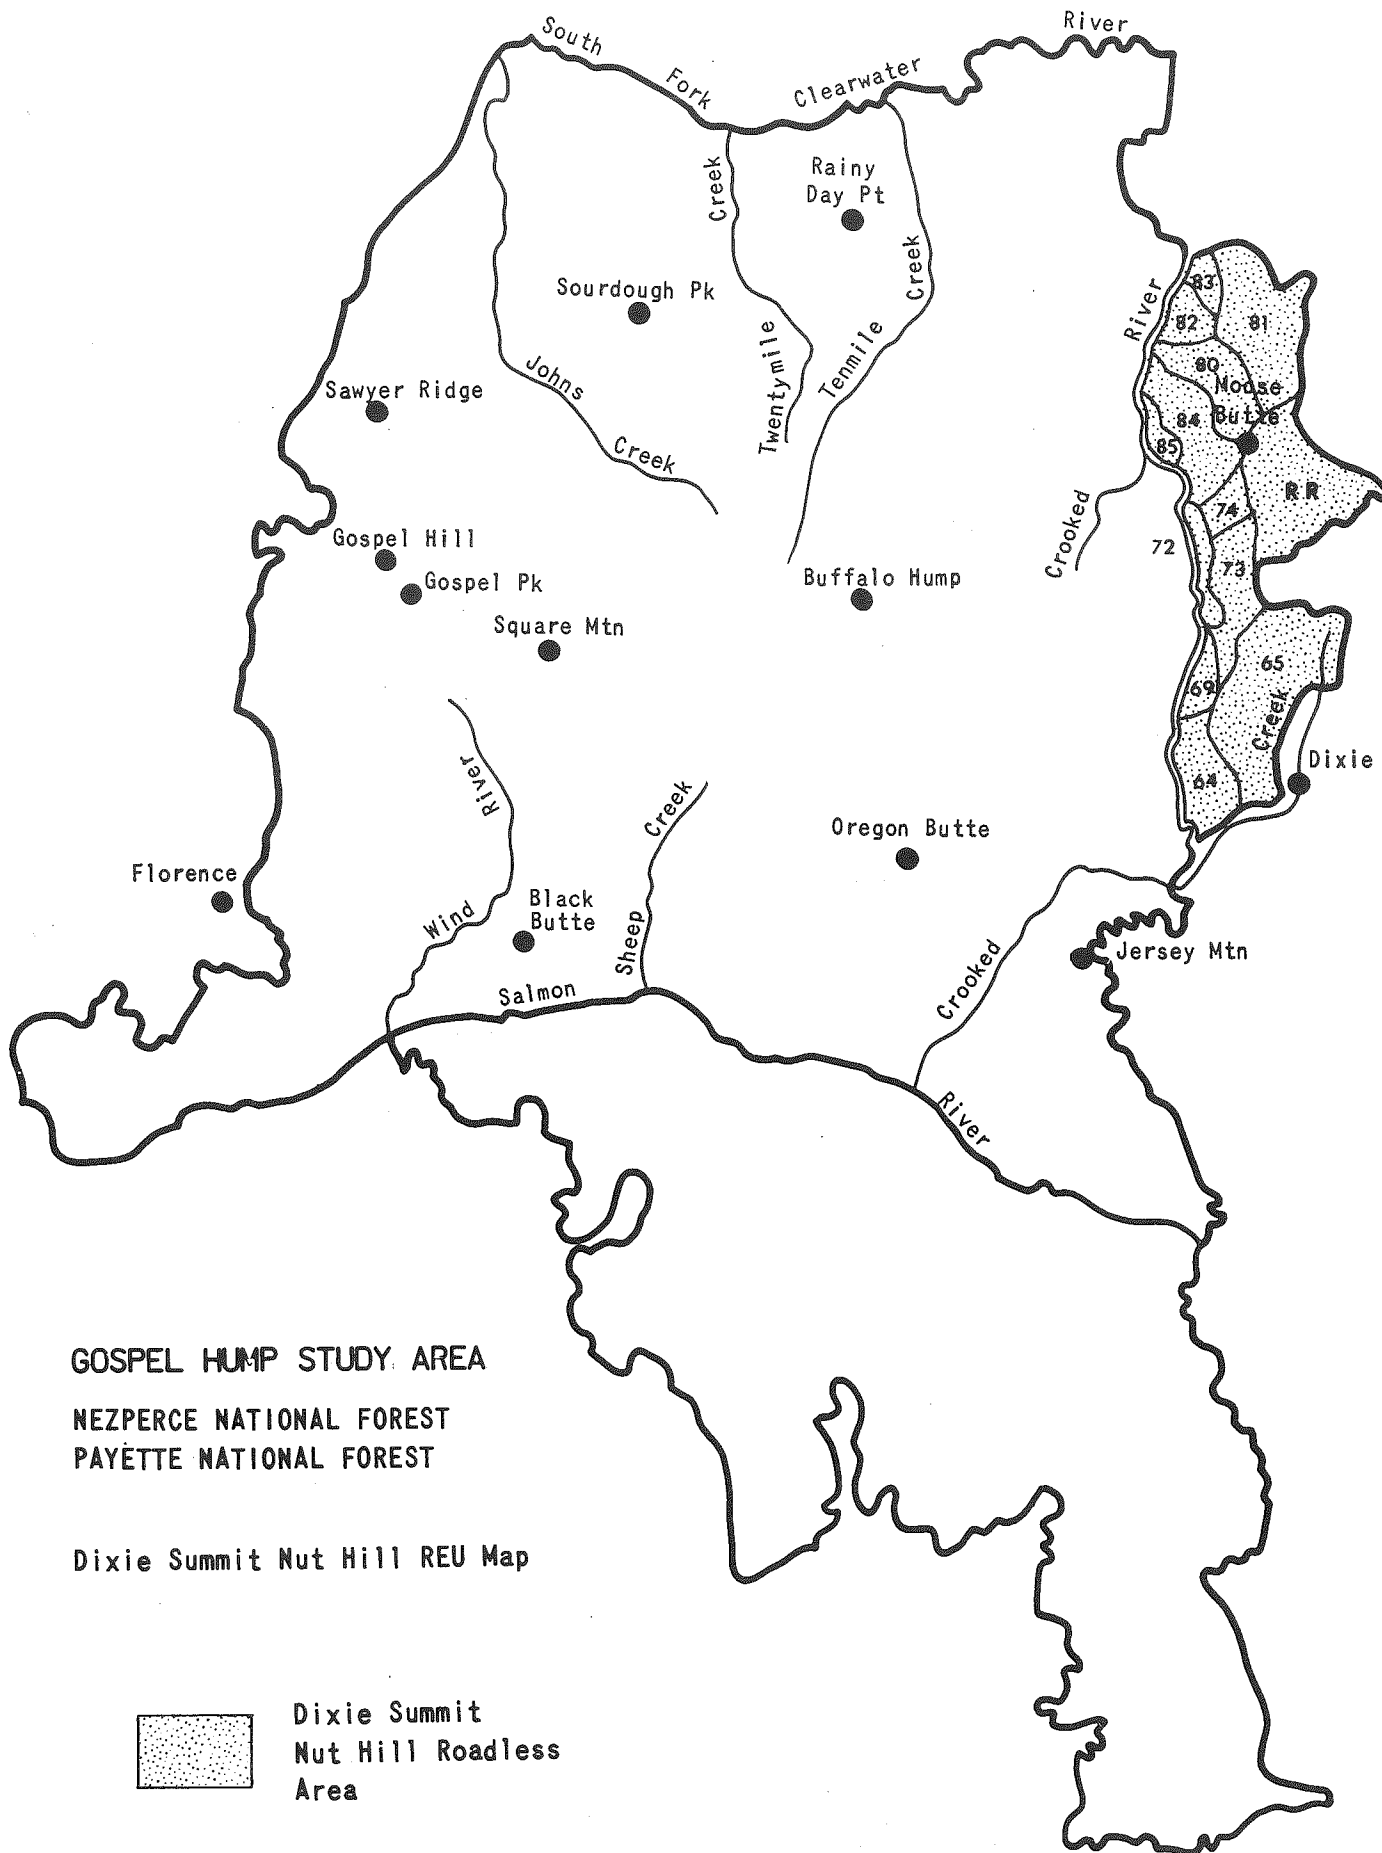 South
Fork
Clearwater
River
Creek
Rainy
Day Pt
Creek
Sourdough Pk
River
83
82
81
Twentymile
Tenmile
Johns
Creek
Sawyer Ridge
80
Moose
Butte
84
85
RR
Crooked
74
72
73
Gospel Hill
Gospel Pk
Buffalo Hump
Square Mtn
65
69
Creek
Dixie
64
River
Creek
Oregon Butte
Florence
Wind
Black
Butte
Sheep
Crooked
Jersey Mtn
Salmon
River
GOSPEL HUMP STUDY AREA
NEZPERCE NATIONAL FOREST
PAYETTE NATIONAL FOREST
Dixie Summit Nut Hill REU Map
Dixie Summit
Nut Hill Roadless
Area